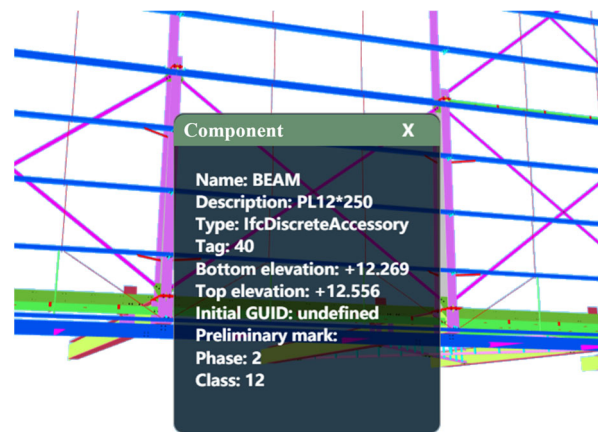 Component X
Name: BEAM
Description: PL12*250
Type: IfcDiscreteAccessory
Tag: 40
Bottom elevation: +12.269
Top elevation: +12.556
Initial GUID: undefined
Preliminary mark:
Phase: 2
Class: 12